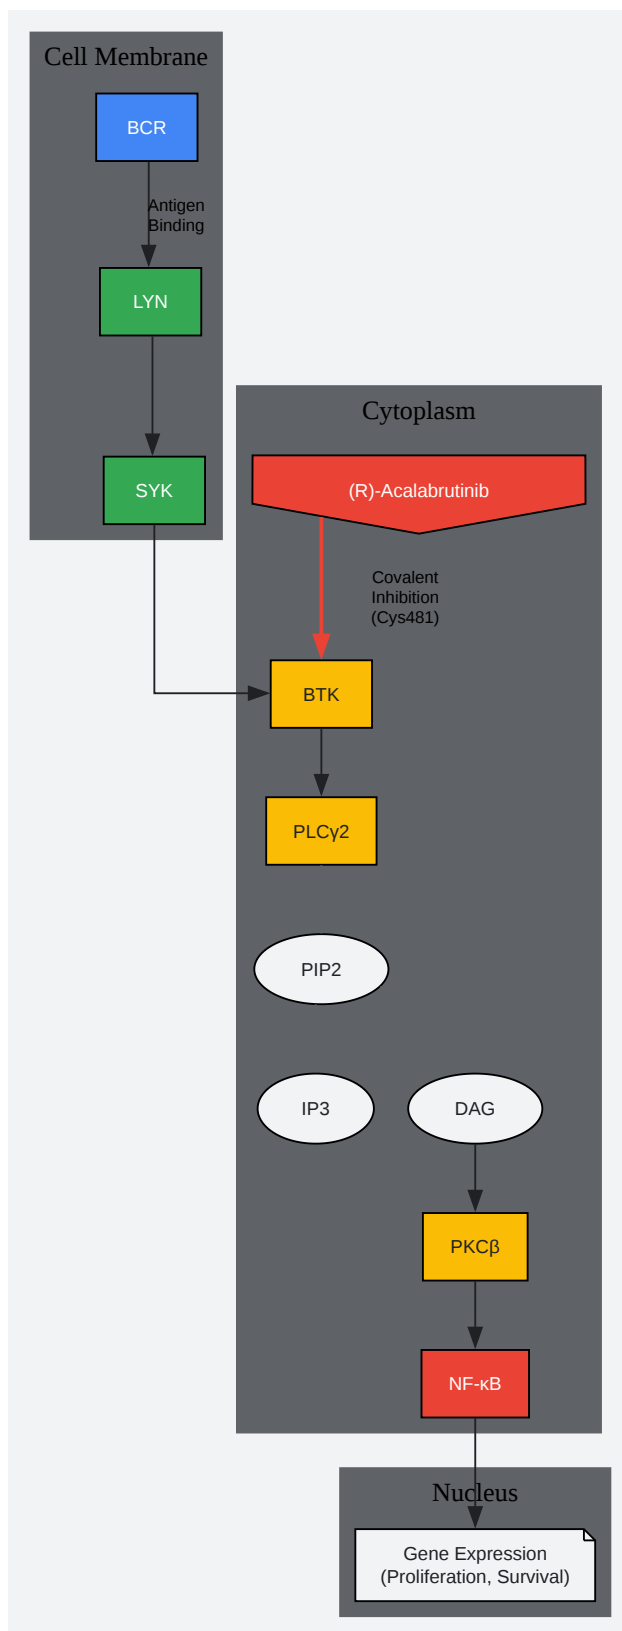 Cell Membrane
BCR
Antigen
Binding
LYN
SYK
Cytoplasm
(R)-Acalabrutinib
Covalent
Inhibition
(Cys481)
BTK
PLCγ2
PIP2
IP3
DAG
PKCβ
NF-κB
Nucleus
Gene Expression
(Proliferation, Survival)